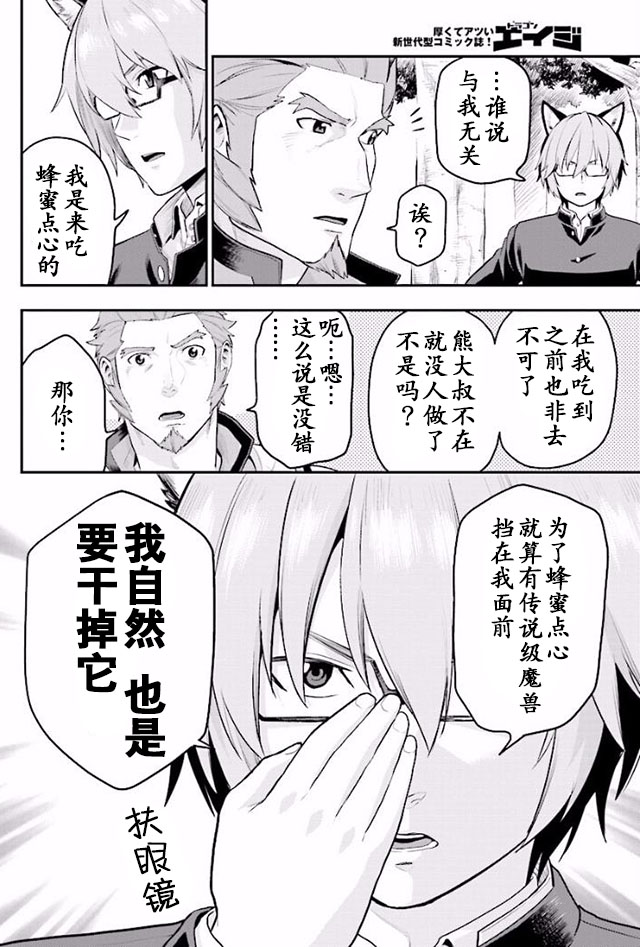 厚くてアツい
新世代型コミック誌!
ドラゴン
エイジ
…谁说
与我无关
诶?
我是来吃
蜂蜜点心的
在我吃到
之前也非去
不可了
熊大叔不在
就没人做了
不是吗?
呃…嗯…
这么说是没错
……
那你…
为了蜂蜜点心
就算有传说级魔兽
挡在我面前
我自然 也是
要干掉它
扶眼镜